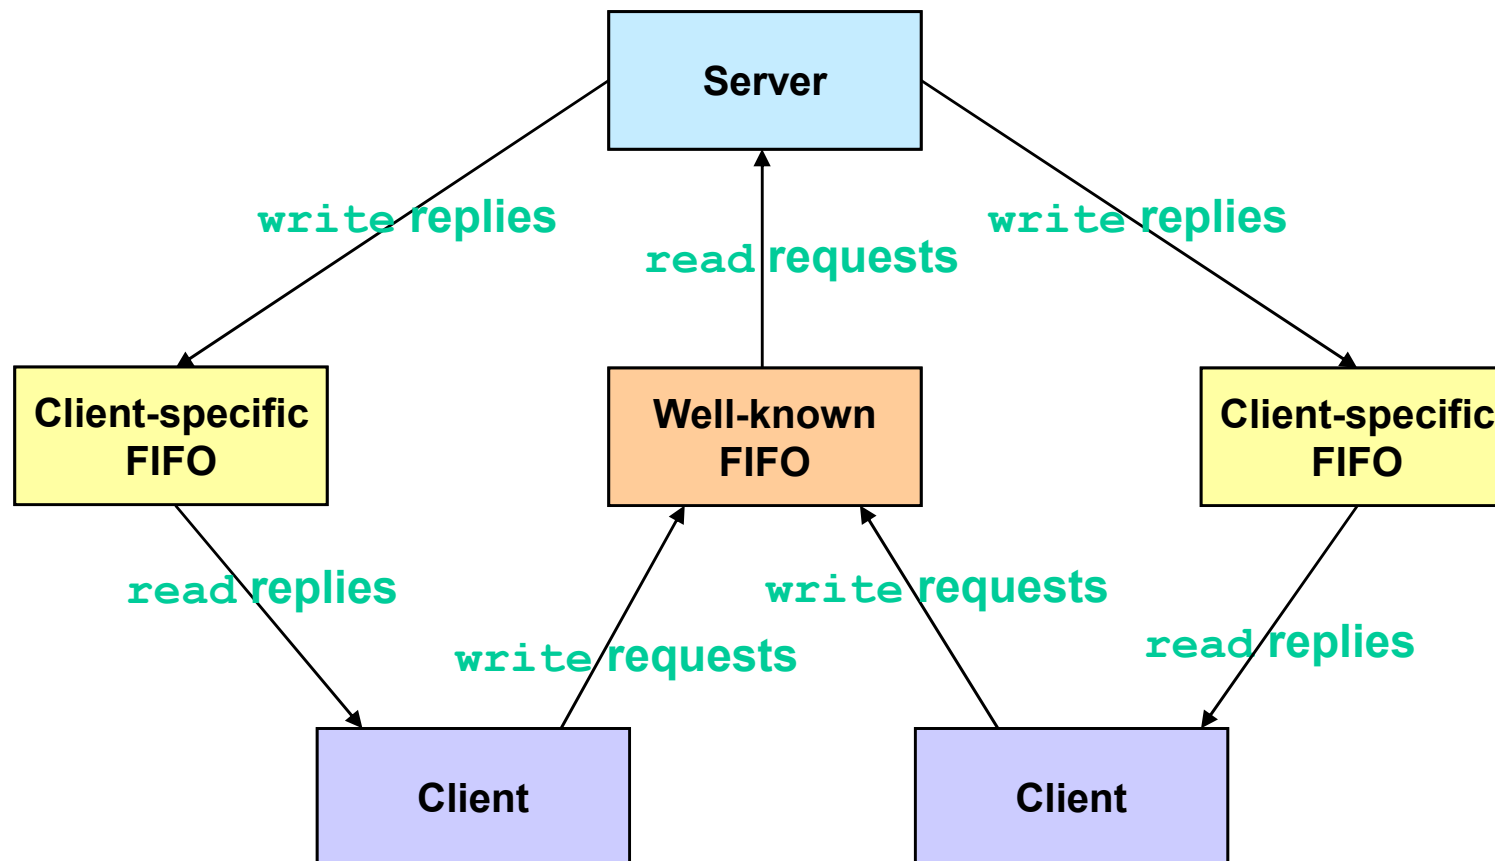 Server
write replies
write replies
read requests
Client-specific
FIFO
Well-known
FIFO
Client-specific
FIFO
read replies
write requests
write requests
read replies
Client
Client